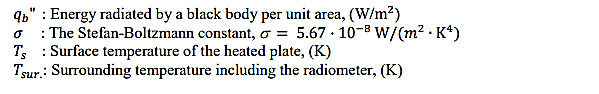 q_b" : Energy radiated by a black body per unit area, (W/m²)
σ : The Stefan-Boltzmann constant, σ = 5.67 · 10⁻⁸ W/(m² · K⁴)
T_s : Surface temperature of the heated plate, (K)
T_sur.: Surrounding temperature including the radiometer, (K)